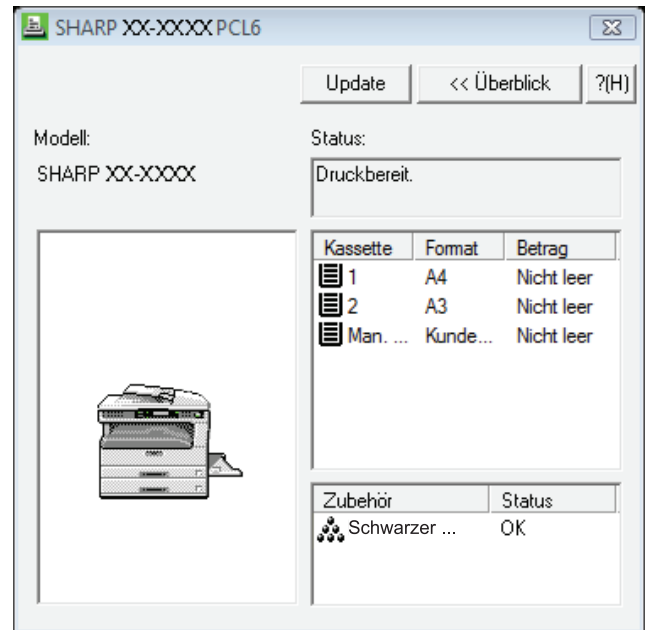 SHARP XX-XXXX PCL6
Update
<< Überblick
?(H)
Modell:
SHARP XX-XXXX
Status:
Druckbereit.
Kassette Format Betrag
1 A4 Nicht leer
2 A3 Nicht leer
Man. ... Kunde... Nicht leer
Zubehör Status
Schwarzer ... OK